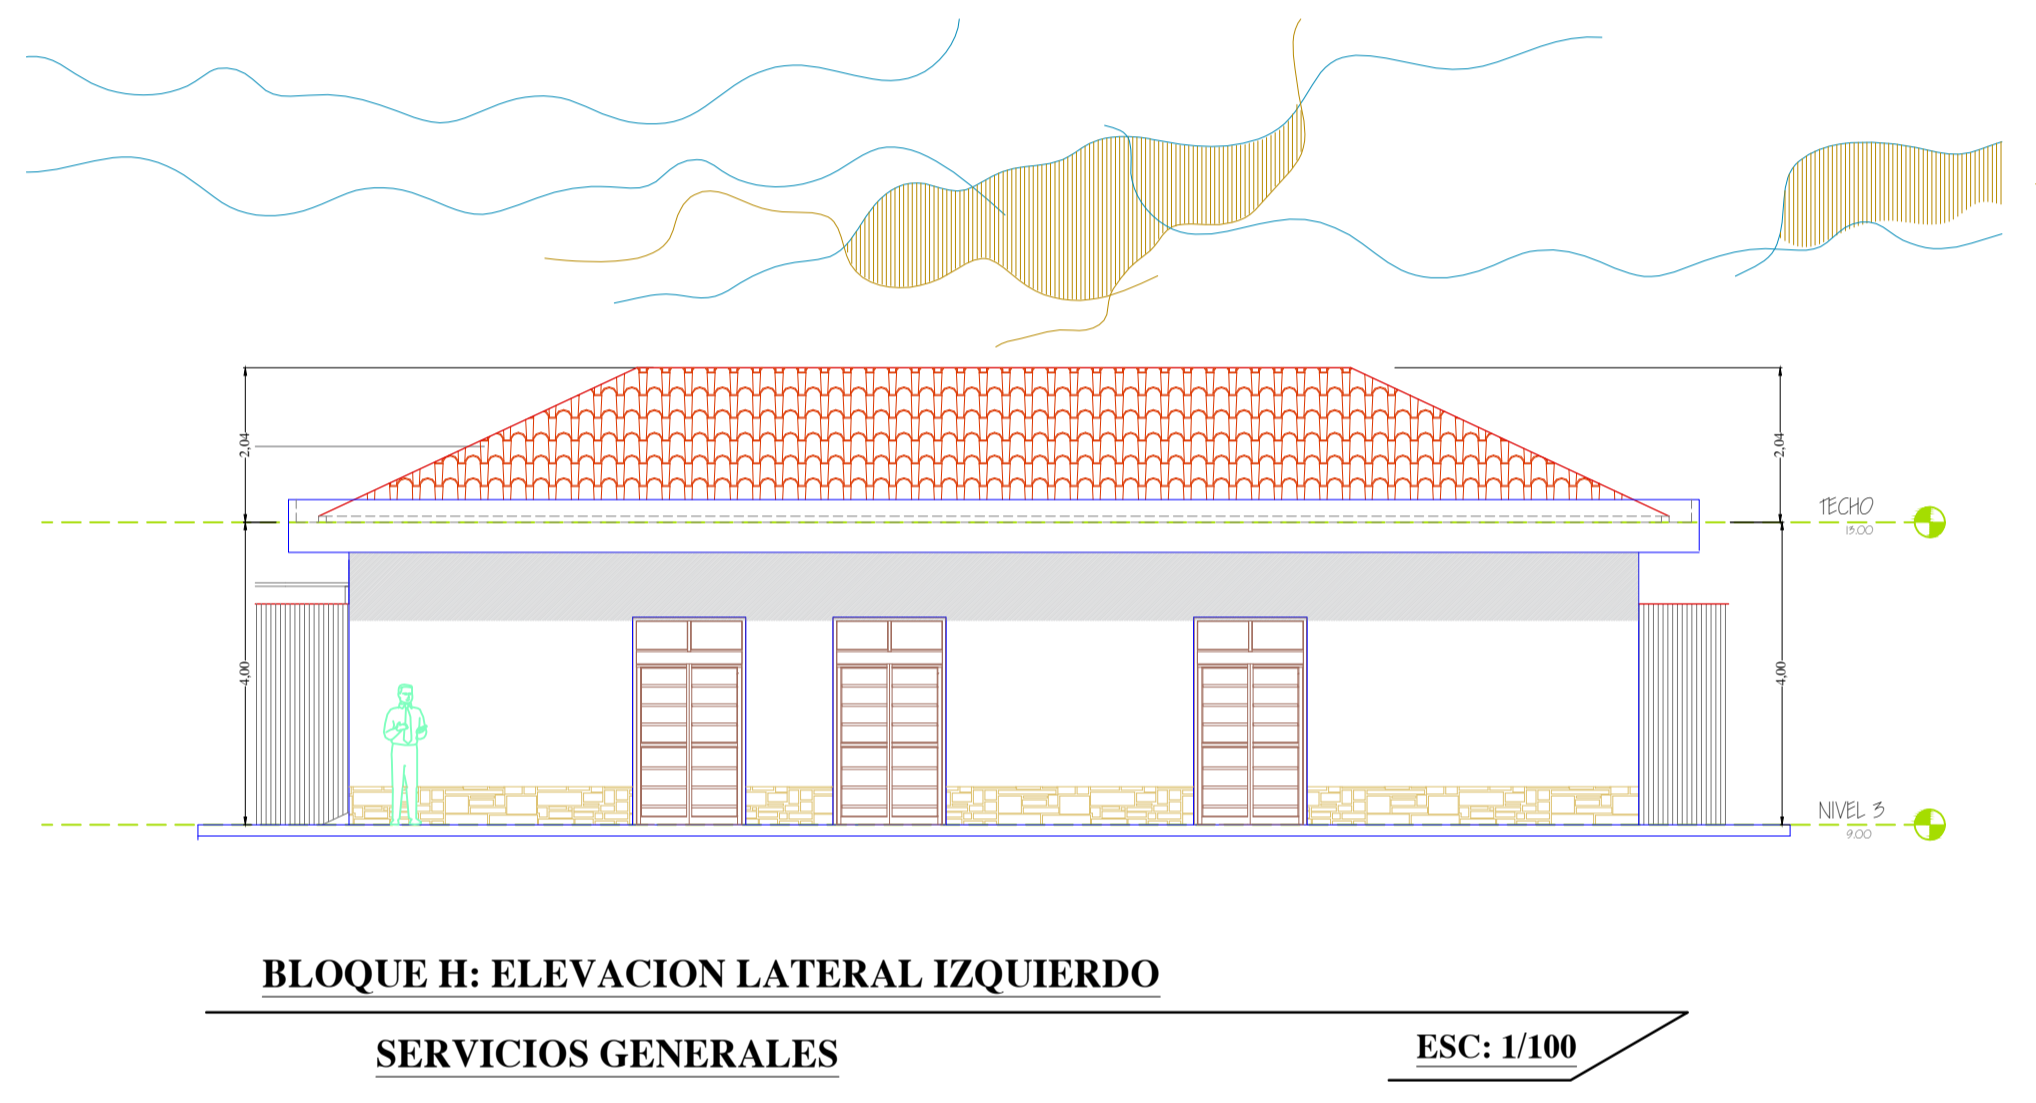 2,04
2,04
TECHO
13.00
4,00
4,00
NIVEL 3
9.00
BLOQUE H: ELEVACION LATERAL IZQUIERDO
SERVICIOS GENERALES
ESC: 1/100